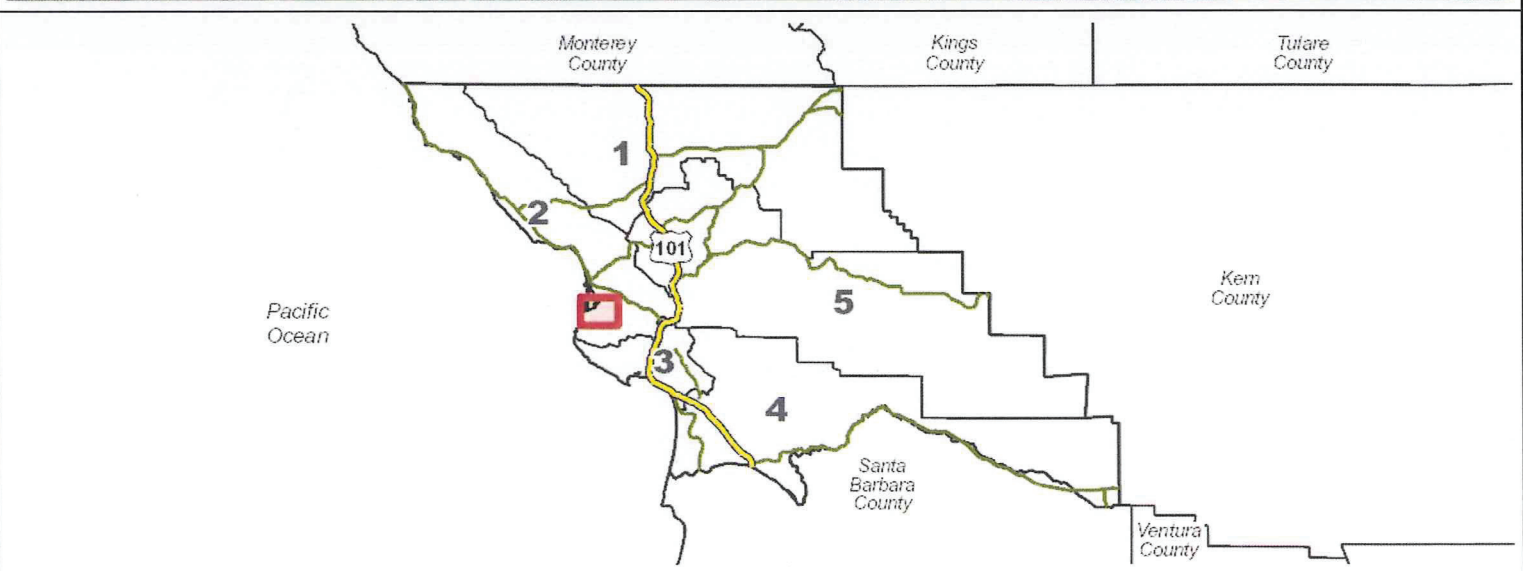 Monterey
County
Kings
County
Tulare
County
1
2
101
5
Kern
County
Pacific
Ocean
3
4
Santa
Barbara
County
Ventura
County